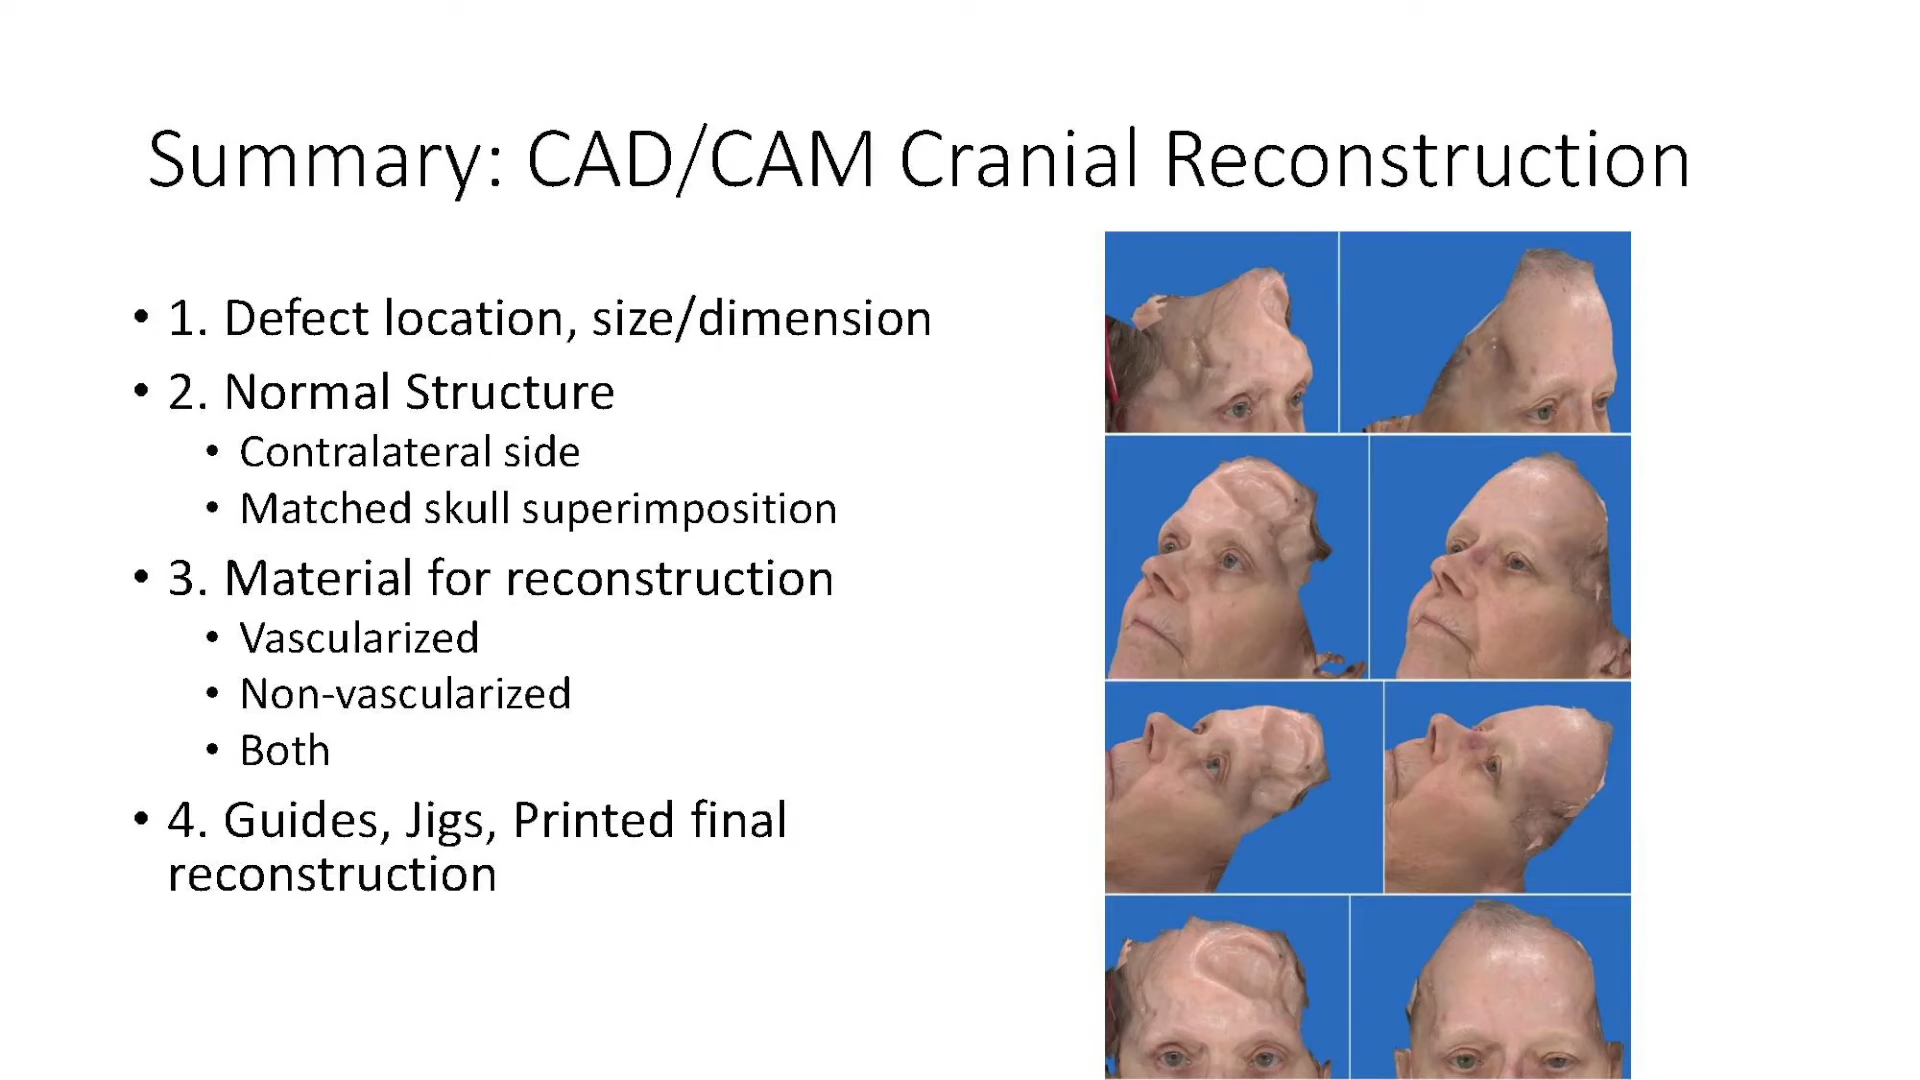 Summary: CAD/CAM Cranial Reconstruction
• 1. Defect location, size/dimension
• 2. Normal Structure
• Contralateral side
• Matched skull superimposition
• 3. Material for reconstruction
• Vascularized
• Non-vascularized
• Both
• 4. Guides, Jigs, Printed final
reconstruction